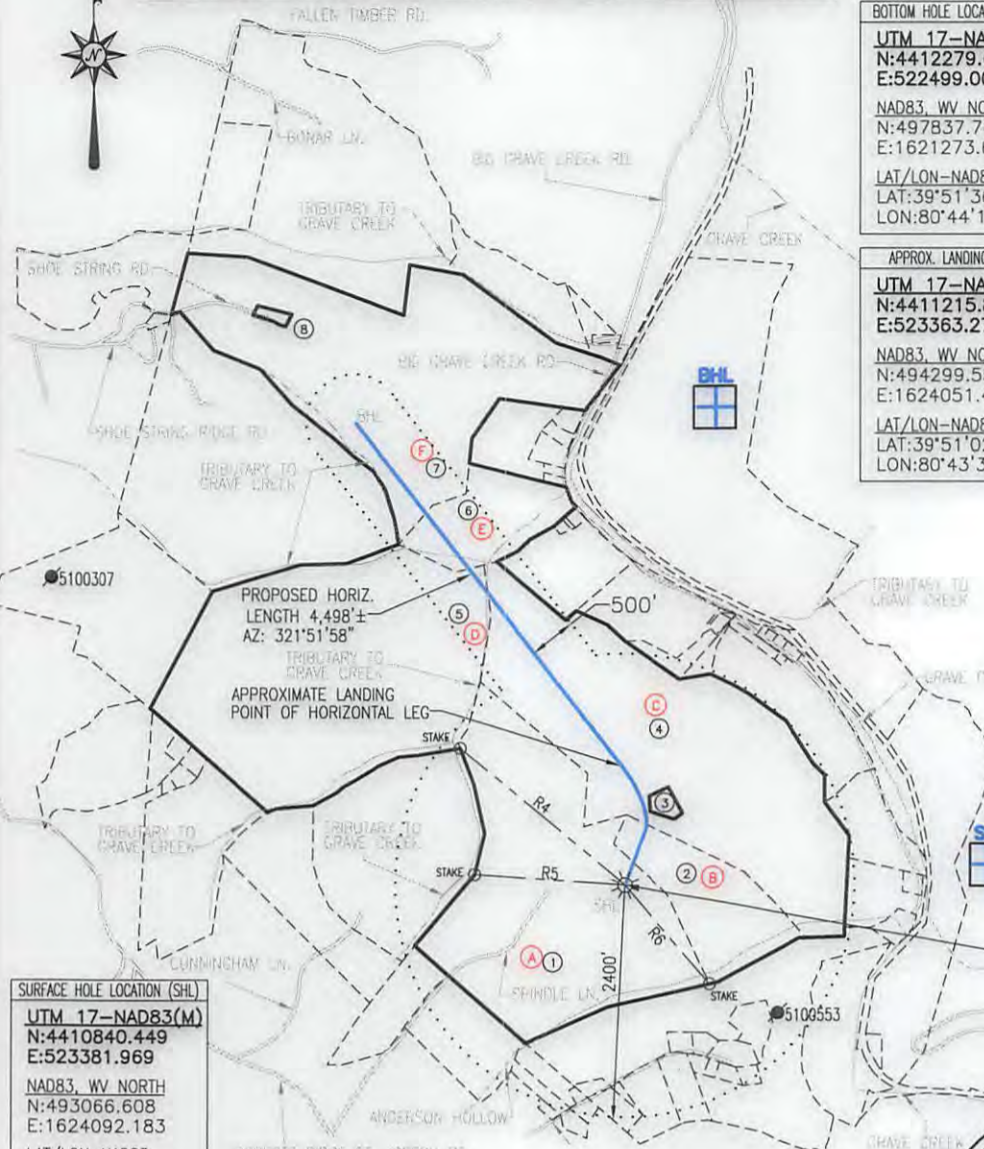 FALLEN TIMBER RD.
N
BONAR LN.
BIG GRAVE CREEK RD.
TRIBUTARY TO
GRAVE CREEK
GRAVE CREEK
SHOE STRING RD.
8
BIG GRAVE CREEK RD.
BHL
BHL
SHOE STRING RIDGE RD.
F
7
TRIBUTARY TO
GRAVE CREEK
6
E
5100307
PROPOSED HORIZ.
LENGTH 4,498'±
AZ: 321°51'58"
500'
5
D
TRIBUTARY TO
GRAVE CREEK
TRIBUTARY TO
GRAVE CREEK
APPROXIMATE LANDING
POINT OF HORIZONTAL LEG
C
4
STAKE
3
R4
TRIBUTARY TO
GRAVE CREEK
TRIBUTARY TO
GRAVE CREEK
STAKE
R5
2
B
SHL
R6
A
1
CUNNINGHAM LN.
SPINDLE LN.
2400'
STAKE
5100553
ANDERSON HOLLOW
GRAVE CREEK
BOTTOM HOLE LOCA
UTM 17-NA
N:4412279.
E:522499.00
NAD83, WV NO
N:497837.7
E:1621273.
LAT/LON-NAD8
LAT:39°51'3
LON:80°44'1
APPROX. LANDING
UTM 17-NA
N:4411215.
E:523363.27
NAD83, WV NO
N:494299.5
E:1624051.4
LAT/LON-NAD8
LAT:39°51'0
LON:80°43'3
SURFACE HOLE LOCATION (SHL)
UTM 17-NAD83(M)
N:4410840.449
E:523381.969
NAD83, WV NORTH
N:493066.608
E:1624092.183